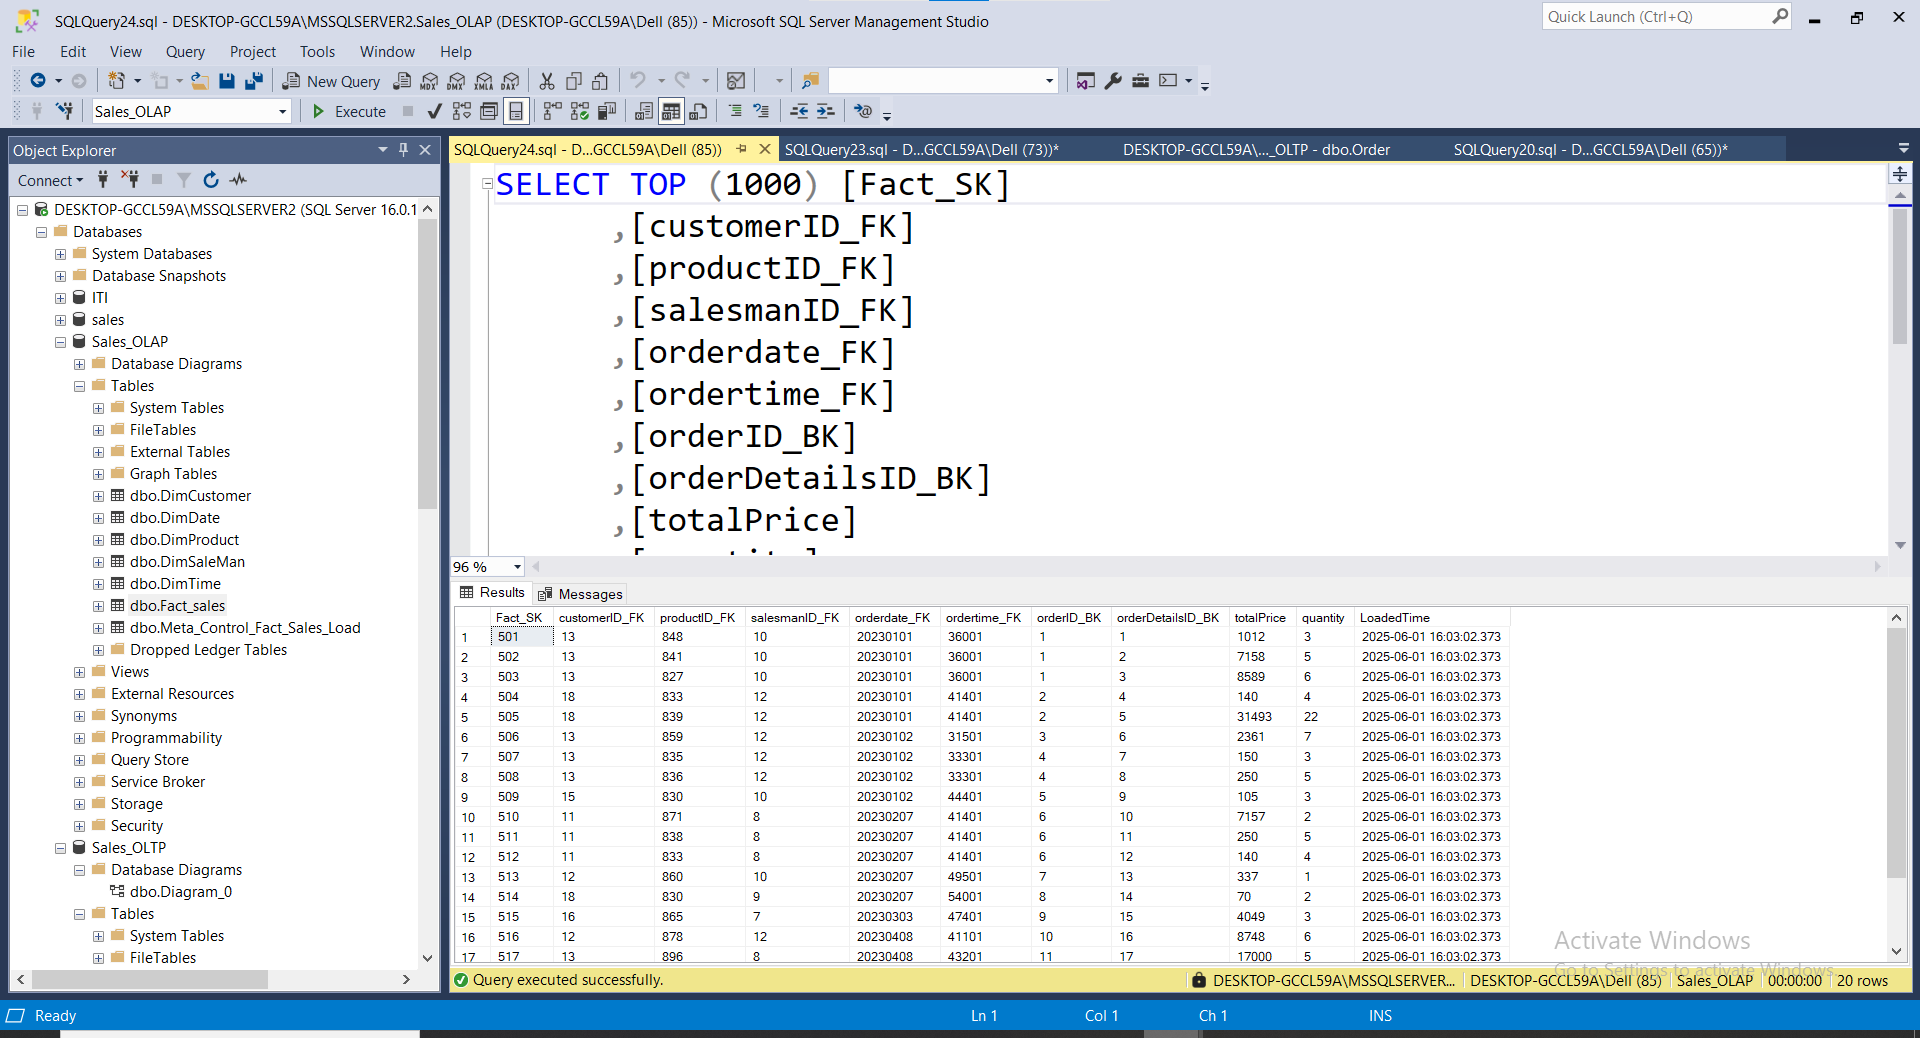 SQLQuery24.sql - DESKTOP-GCCL59A\MSSQLSERVER2.Sales_OLAP (DESKTOP-GCCL59A\Dell (85)) - Microsoft SQL Server Management Studio
Quick Launch (Ctrl+Q)
File Edit View Query Project Tools Window Help
New Query MDX DMX XMLA DAX
Sales_OLAP Execute
Object Explorer
Connect
DESKTOP-GCCL59A\MSSQLSERVER2 (SQL Server 16.0.1
Databases
System Databases
Database Snapshots
ITI
sales
Sales_OLAP
Database Diagrams
Tables
System Tables
FileTables
External Tables
Graph Tables
dbo.DimCustomer
dbo.DimDate
dbo.DimProduct
dbo.DimSaleMan
dbo.DimTime
dbo.Fact_sales
dbo.Meta_Control_Fact_Sales_Load
Dropped Ledger Tables
Views
External Resources
Synonyms
Programmability
Query Store
Service Broker
Storage
Security
Sales_OLTP
Database Diagrams
dbo.Diagram_0
Tables
System Tables
FileTables
SQLQuery24.sql - D...GCCL59A\Dell (85)) SQLQuery23.sql - D...GCCL59A\Dell (73))* DESKTOP-GCCL59A\..._OLTP - dbo.Order SQLQuery20.sql - D...GCCL59A\Dell (65))*
SELECT TOP (1000) [Fact_SK]
,[customerID_FK]
,[productID_FK]
,[salesmanID_FK]
,[orderdate_FK]
,[ordertime_FK]
,[orderID_BK]
,[orderDetailsID_BK]
,[totalPrice]
96 %
Results Messages
Fact_SK customerID_FK productID_FK salesmanID_FK orderdate_FK ordertime_FK orderID_BK orderDetailsID_BK totalPrice quantity LoadedTime
1 501 13 848 10 20230101 36001 1 1 1012 3 2025-06-01 16:03:02.373
2 502 13 841 10 20230101 36001 1 2 7158 5 2025-06-01 16:03:02.373
3 503 13 827 10 20230101 36001 1 3 8589 6 2025-06-01 16:03:02.373
4 504 18 833 12 20230101 41401 2 4 140 4 2025-06-01 16:03:02.373
5 505 18 839 12 20230101 41401 2 5 31493 22 2025-06-01 16:03:02.373
6 506 13 859 12 20230102 31501 3 6 2361 7 2025-06-01 16:03:02.373
7 507 13 835 12 20230102 33301 4 7 150 3 2025-06-01 16:03:02.373
8 508 13 836 12 20230102 33301 4 8 250 5 2025-06-01 16:03:02.373
9 509 15 830 10 20230102 44401 5 9 105 3 2025-06-01 16:03:02.373
10 510 11 871 8 20230207 41401 6 10 7157 2 2025-06-01 16:03:02.373
11 511 11 838 8 20230207 41401 6 11 250 5 2025-06-01 16:03:02.373
12 512 11 833 8 20230207 41401 6 12 140 4 2025-06-01 16:03:02.373
13 513 12 860 10 20230207 49501 7 13 337 1 2025-06-01 16:03:02.373
14 514 18 830 9 20230207 54001 8 14 70 2 2025-06-01 16:03:02.373
15 515 16 865 7 20230303 47401 9 15 4049 3 2025-06-01 16:03:02.373
16 516 12 878 12 20230408 41101 10 16 8748 6 2025-06-01 16:03:02.373
17 517 13 896 8 20230408 43201 11 17 17000 5 2025-06-01 16:03:02.373
Activate Windows
Go to Settings to activate Windows.
Query executed successfully. DESKTOP-GCCL59A\MSSQLSERVER... DESKTOP-GCCL59A\Dell (85) Sales_OLAP 00:00:00 20 rows
Ready Ln 1 Col 1 Ch 1 INS